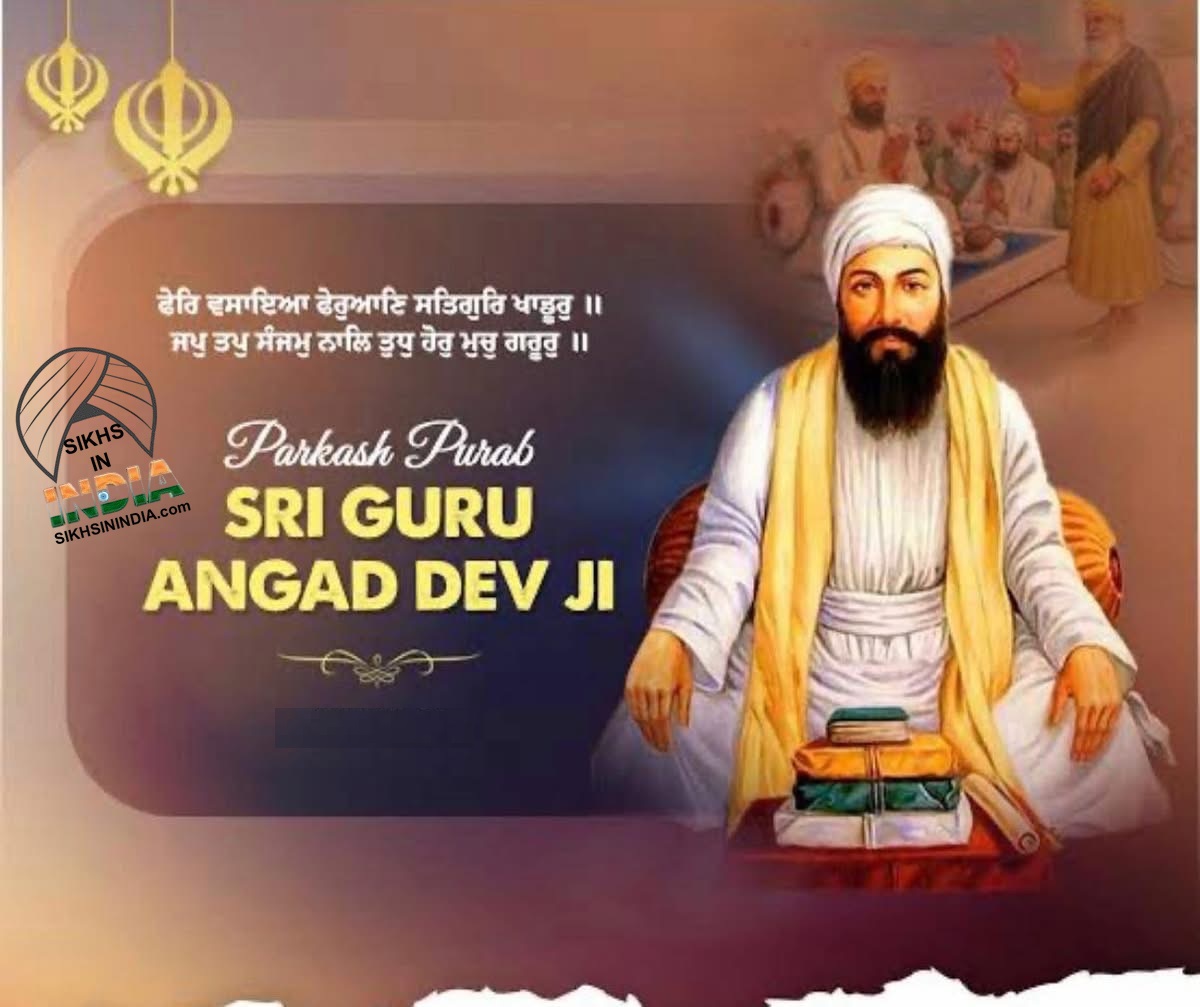 ਫੇਰਿ ਵਸਾਇਆ ਫੇਰੁਆਣਿ ਸਤਿਗੁਰਿ ਖਾਡੂਰੁ ॥
ਜਪੁ ਤਪੁ ਸੰਜਮੁ ਨਾਲਿ ਤੁਧੁ ਹੋਰੁ ਮੁਚੁ ਗਰੂਰੁ ॥
SIKHS
IN
INDIA
SIKHSININDIA.com
Parkash Purab
SRI GURU
ANGAD DEV JI